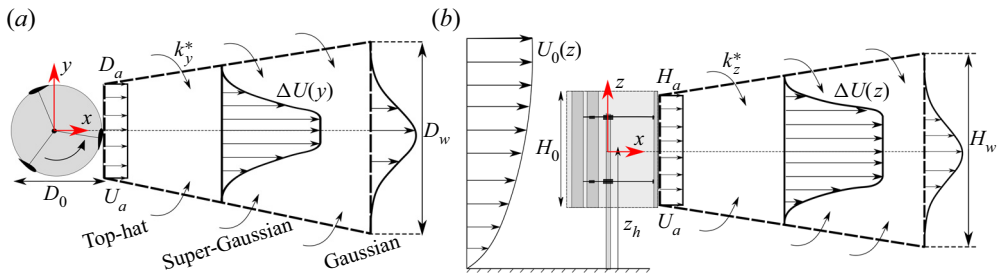 (a)
y
x
D_a
k_y^*
ΔU(y)
D_w
D_0
U_a
Top-hat
Super-Gaussian
Gaussian
(b)
U_0(z)
z
x
H_0
H_a
k_z^*
ΔU(z)
H_w
U_a
z_h